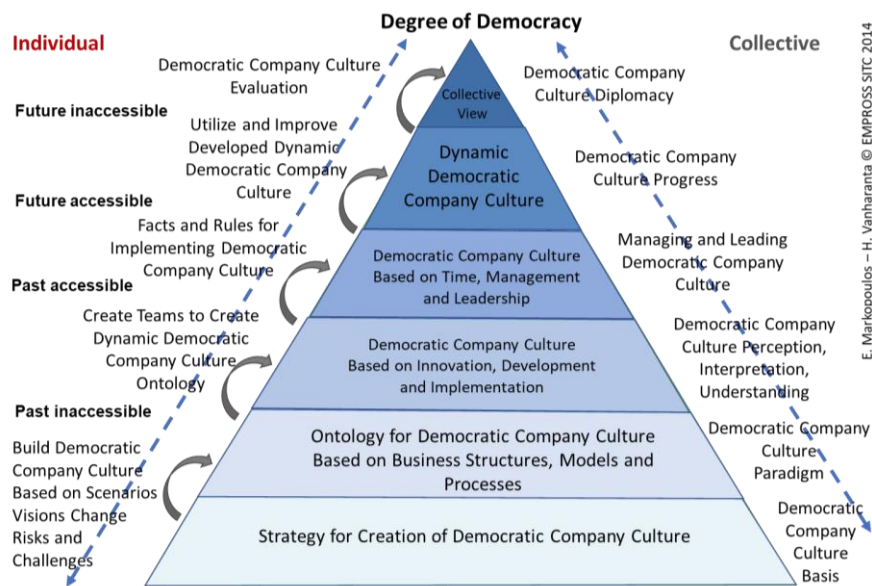 Degree of Democracy
Individual
Collective
Democratic Company Culture
Evaluation
Future inaccessible
Utilize and Improve
Developed Dynamic
Democratic Company
Culture
Future accessible
Facts and Rules for
Implementing Democratic
Company Culture
Past accessible
Create Teams to Create
Dynamic Democratic
Company Culture
Ontology
Past inaccessible
Build Democratic
Company Culture
Based on Scenarios
Visions Change
Risks and
Challenges
Collective
View
Dynamic
Democratic
Company Culture
Democratic Company Culture
Based on Time, Management
and Leadership
Democratic Company Culture
Based on Innovation, Development
and Implementation
Ontology for Democratic Company Culture
Based on Business Structures, Models and
Processes
Strategy for Creation of Democratic Company Culture
Democratic Company
Culture Diplomacy
Democratic Company
Culture Progress
Managing and Leading
Democratic Company
Culture
Democratic Company
Culture Perception,
Interpretation,
Understanding
Democratic Company
Culture
Paradigm
Democratic
Company
Culture
Basis
E. Markopoulos – H. Vanharanta © EMPROSS SITC 2014